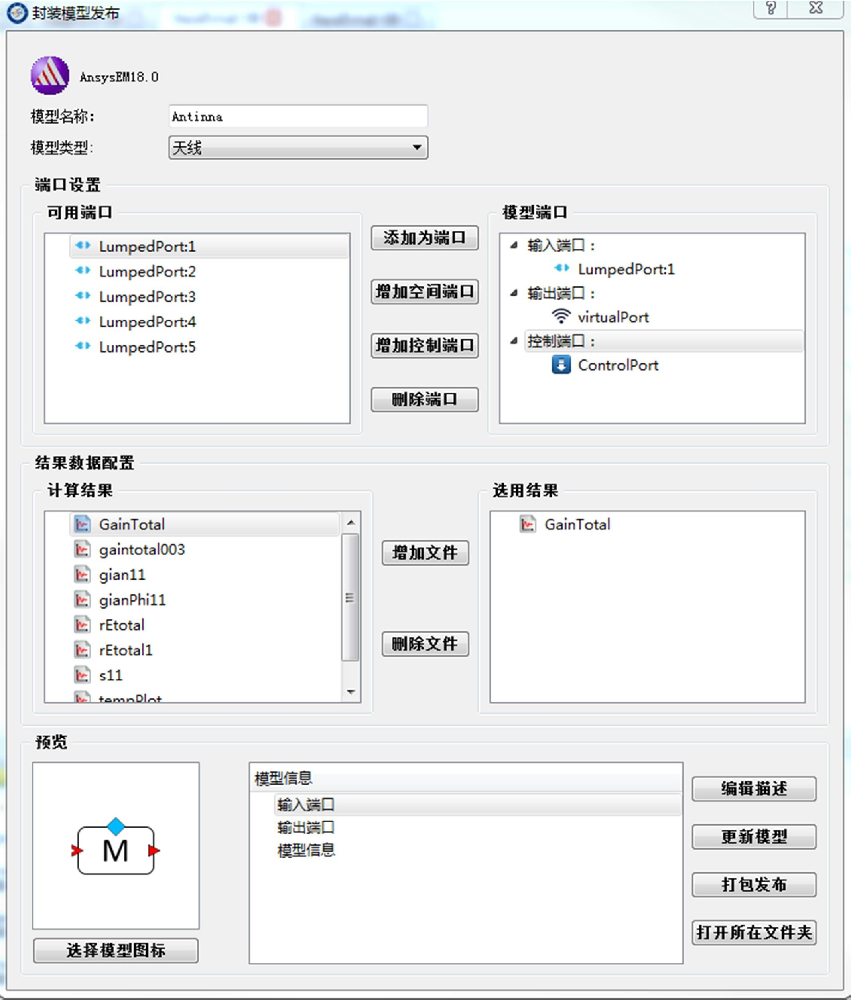 封装模型发布
AnsysEM18.0
模型名称：
Antinna
模型类型:
天线
端口设置
可用端口
LumpedPort:1
LumpedPort:2
LumpedPort:3
LumpedPort:4
LumpedPort:5
添加为端口
增加空间端口
增加控制端口
删除端口
模型端口
输入端口：
LumpedPort:1
输出端口：
virtualPort
控制端口：
ControlPort
结果数据配置
计算结果
GainTotal
gaintotal003
gian11
gianPhi11
rEtotal
rEtotal1
s11
tempPlot
增加文件
删除文件
选用结果
GainTotal
预览
M
选择模型图标
模型信息
输入端口
输出端口
模型信息
编辑描述
更新模型
打包发布
打开所在文件夹